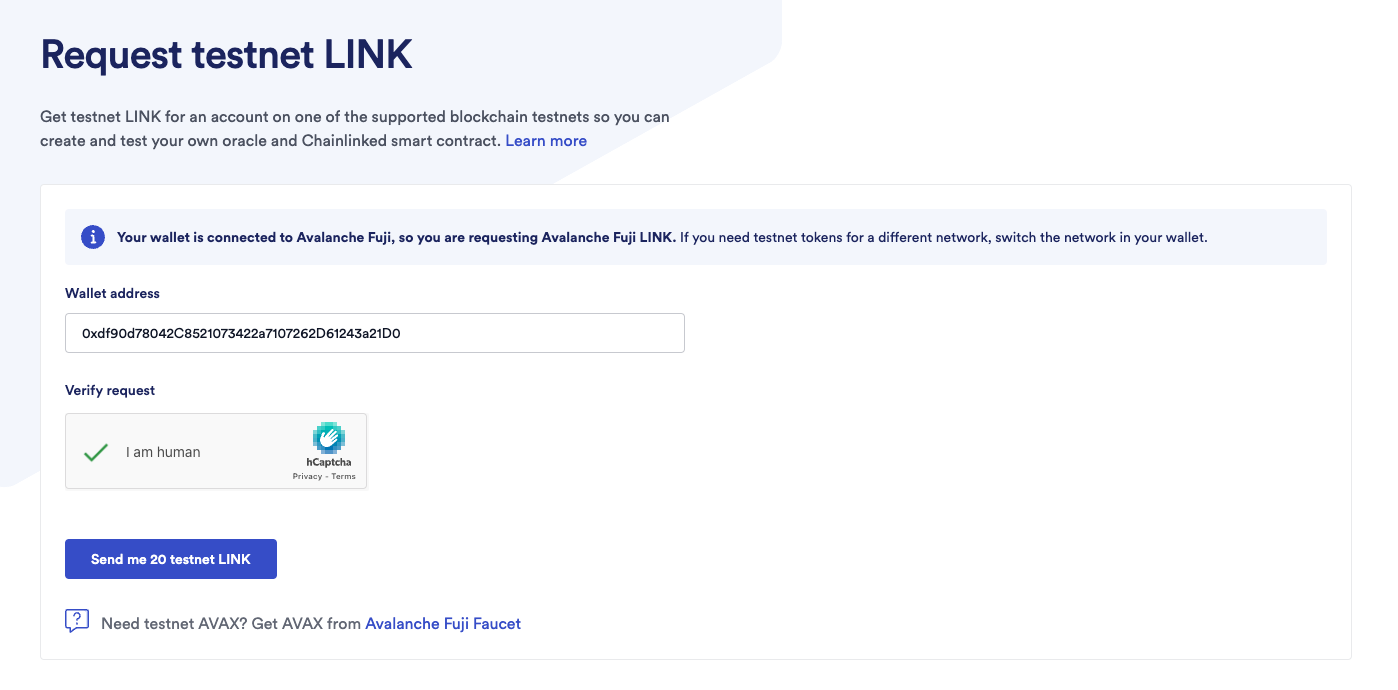 Request testnet LINK
Get testnet LINK for an account on one of the supported blockchain testnets so you can
create and test your own oracle and Chainlinked smart contract. Learn more
Your wallet is connected to Avalanche Fuji, so you are requesting Avalanche Fuji LINK. If you need testnet tokens for a different network, switch the network in your wallet.
Wallet address
0xdf90d78042C8521073422a7107262D61243a21D0
Verify request
I am human
hCaptcha
Privacy - Terms
Send me 20 testnet LINK
Need testnet AVAX? Get AVAX from Avalanche Fuji Faucet